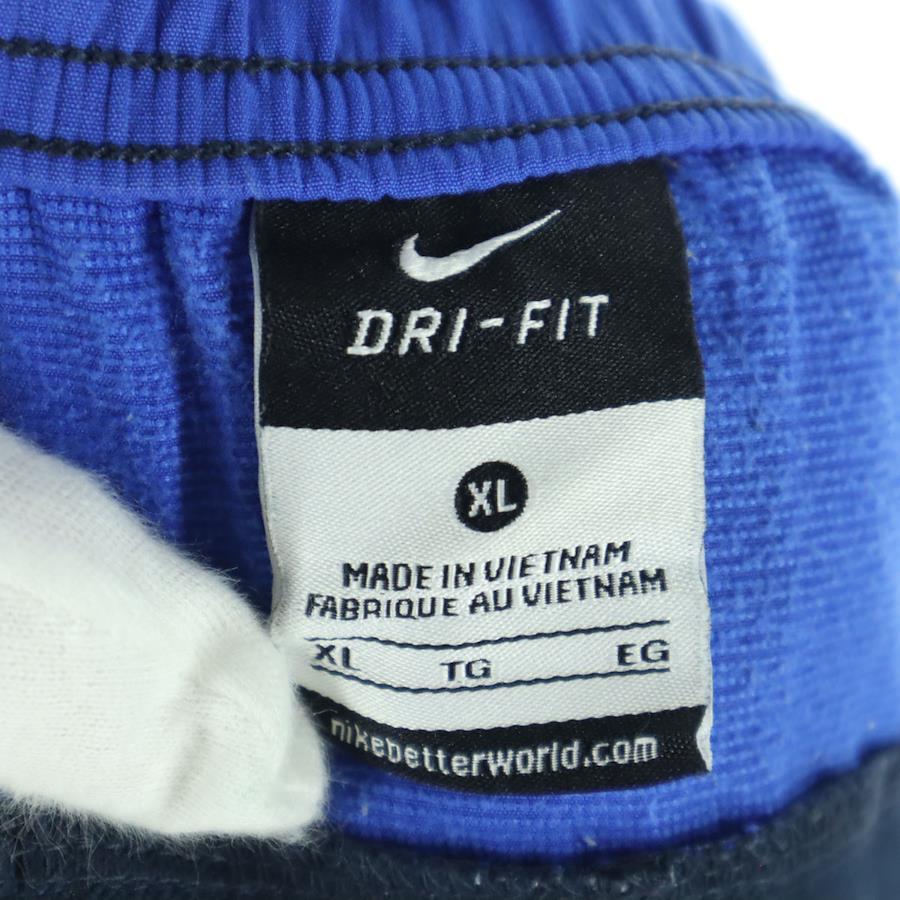 DRI-FIT
XL
MADE IN VIETNAM
FABRIQUE AU VIETNAM
XL TG EG
nikebetterworld.com